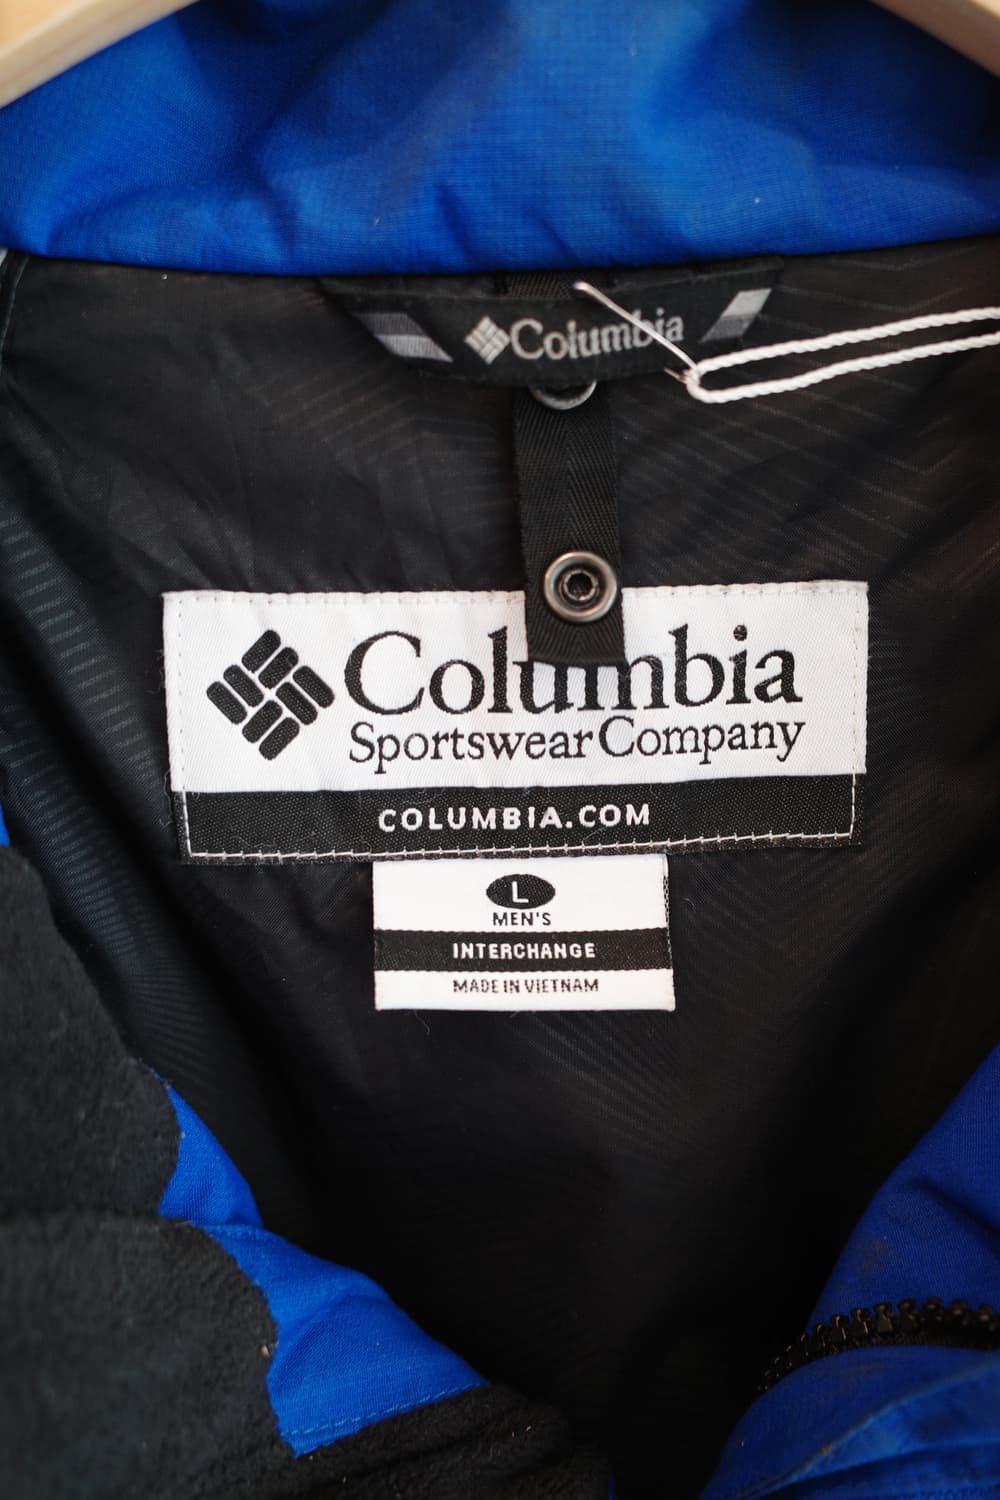 Columbia
Columbia
Sportswear Company
COLUMBIA.COM
L
MEN'S
INTERCHANGE
MADE IN VIETNAM